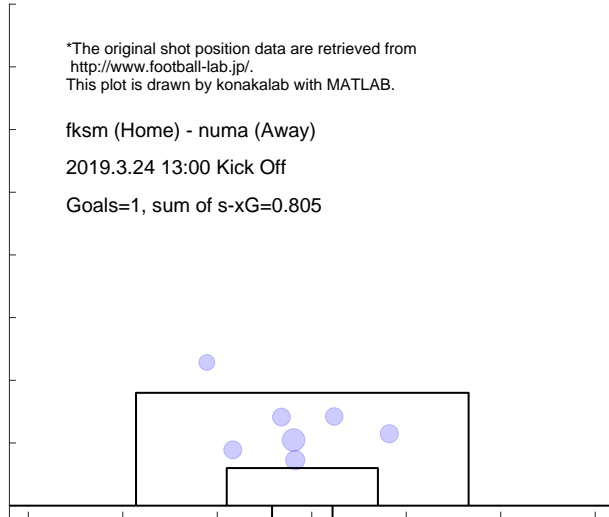 *The original shot position data are retrieved from
http://www.football-lab.jp/.
This plot is drawn by konakalab with MATLAB.
fksm (Home) - numa (Away)
2019.3.24 13:00 Kick Off
Goals=1, sum of s-xG=0.805